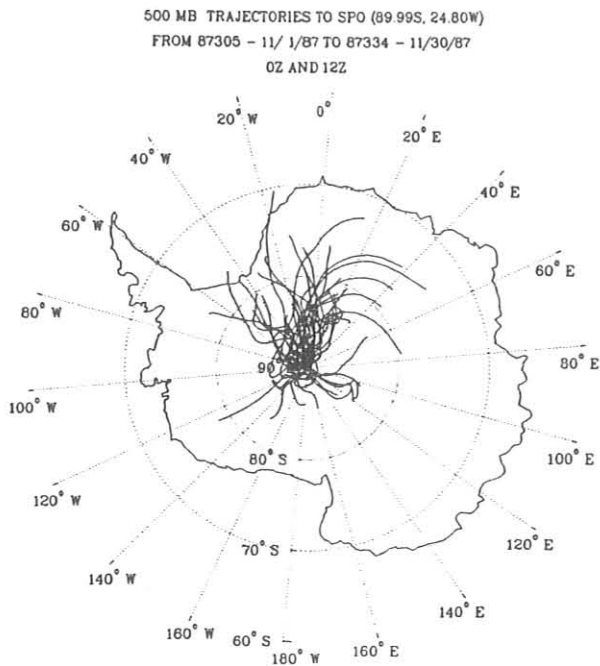 500 MB TRAJECTORIES TO SPO (89.99S, 24.80W)
FROM 87305 - 11/ 1/87 TO 87334 - 11/30/87
0Z AND 12Z
0°
20° W
20° E
40° W
40° E
60° W
60° E
80° W
80° E
90°
100° W
100° E
80° S
120° W
120° E
70° S
140° W
140° E
160° W
60° S
180° W
160° E